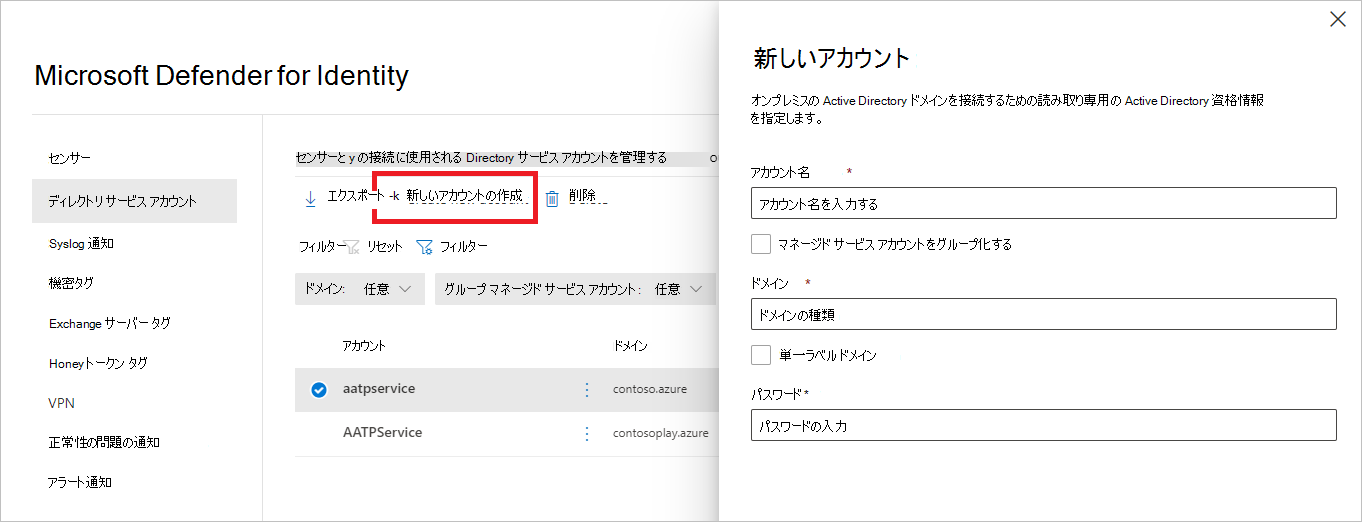 Microsoft Defender for Identity
センサー
ディレクトリ サービス アカウント
Syslog 通知
機密タグ
Exchange サーバー タグ
Honeyトークン タグ
VPN
正常性の問題の通知
アラート通知
センサーと y の接続に使用される Directory サービス アカウントを管理する ou
エクスポート -k 新しいアカウントの作成 削除
フィルター リセット フィルター
ドメイン: 任意 グループ マネージド サービス アカウント: 任意
アカウント ドメイン
aatpservice contoso.azure
AATPService contosoplay.azure
新しいアカウント
オンプレミスの Active Directory ドメインを接続するための読み取り専用の Active Directory 資格情報
を指定します。
アカウント名 *
アカウント名を入力する
マネージド サービス アカウントをグループ化する
ドメイン *
ドメインの種類
単一ラベル ドメイン
パスワード*
パスワードの入力